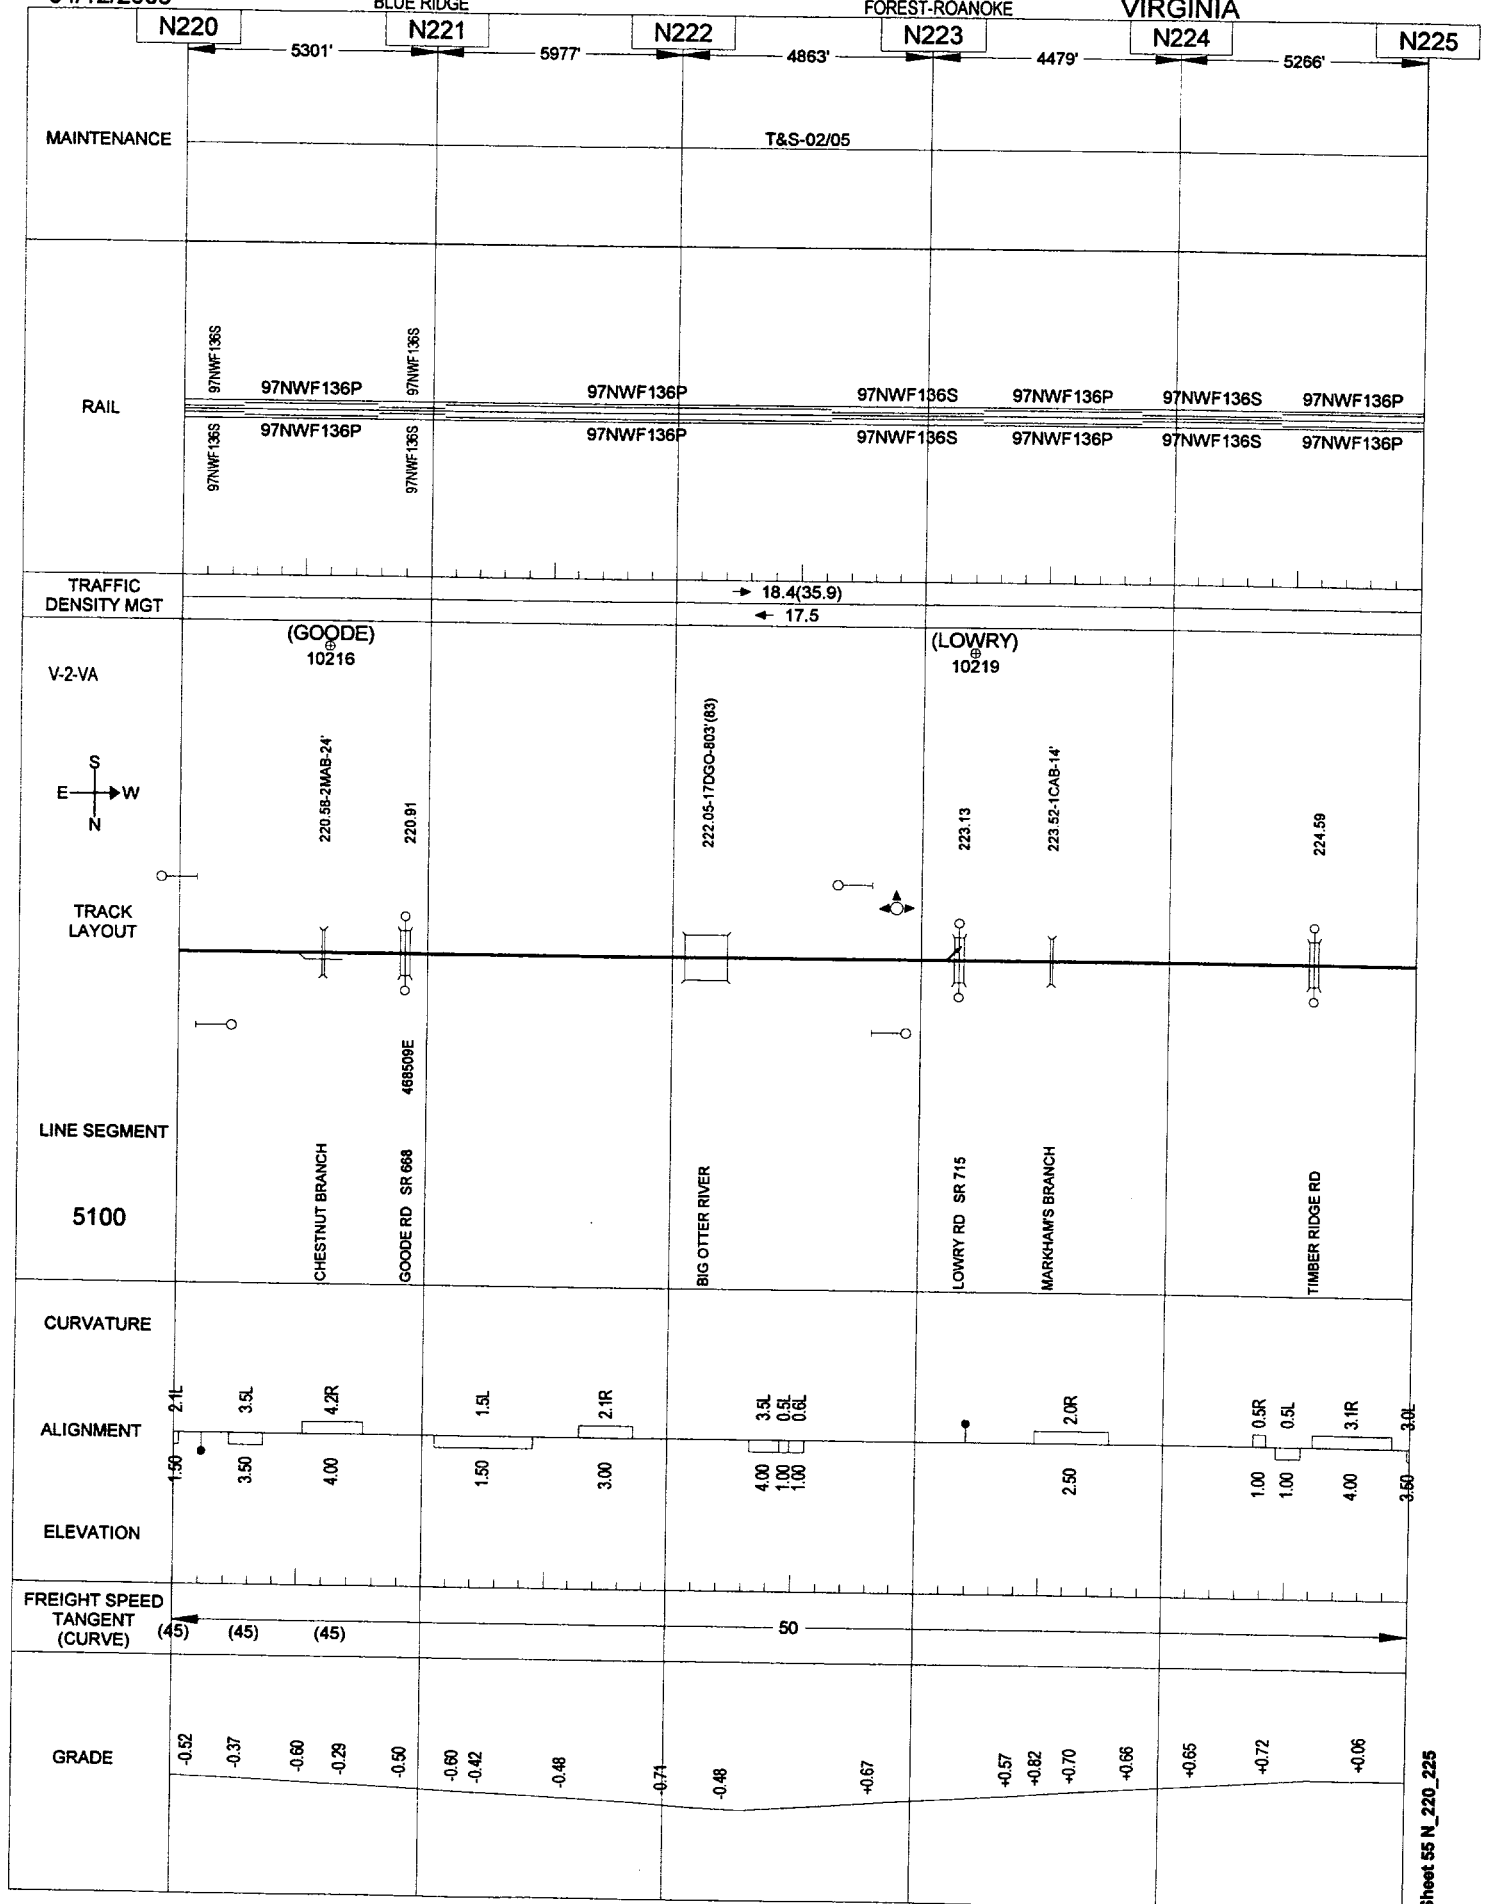 BLUE RIDGE FOREST-ROANOKE VIRGINIA
N220 N221 N222 N223 N224 N225
5301' 5977' 4863' 4479' 5266'
MAINTENANCE T&S-02/05
97NWF136S 97NWF136P 97NWF136S 97NWF136P 97NWF136S 97NWF136P 97NWF136S 97NWF136P
RAIL
97NWF136S 97NWF136P 97NWF136S 97NWF136P 97NWF136S 97NWF136P 97NWF136S 97NWF136P
TRAFFIC
DENSITY MGT
18.4(35.9)
17.5
(GOODE) (LOWRY)
10216 10219
V-2-VA
S
E W
N
220.58-2MAB-24' 220.91 222.05-17DGO-803'(83) 223.13 223.52-1CAB-14' 224.59
TRACK
LAYOUT
468509E
LINE SEGMENT
5100
CHESTNUT BRANCH
GOODE RD SR 668
BIG OTTER RIVER
LOWRY RD SR 715
MARKHAM'S BRANCH
TIMBER RIDGE RD
CURVATURE
2.1L 3.5L 4.2R 1.5L 2.1R 3.5L 0.5L 0.6L 2.0R 0.5R 0.5L 3.1R 3.0L
ALIGNMENT
1.50 3.50 4.00 1.50 3.00 4.00 1.00 1.00 2.50 1.00 1.00 4.00 3.50
ELEVATION
FREIGHT SPEED
TANGENT
(CURVE)
(45) (45) (45) 50
GRADE
-0.52 -0.37 -0.60 -0.29 -0.50 -0.60 -0.42 -0.48 -0.71 -0.48 +0.67 +0.57 +0.82 +0.70 +0.66 +0.65 +0.72 +0.06
Sheet 55 N_220_225